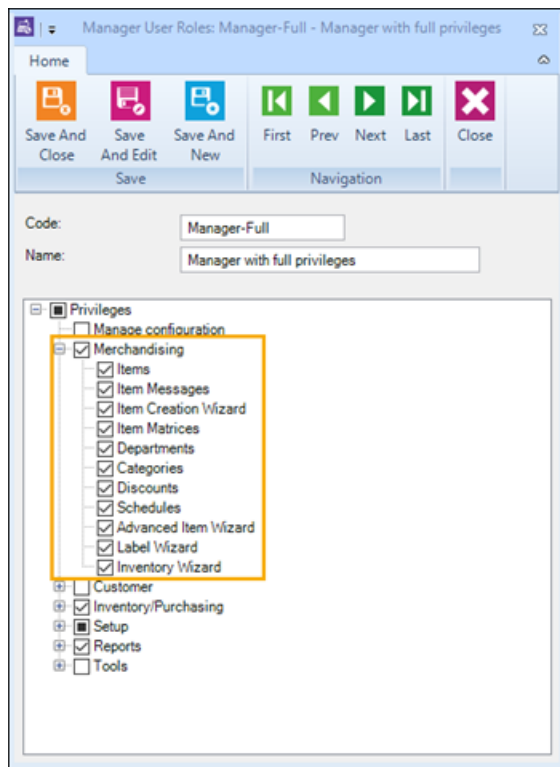 Manager User Roles: Manager-Full - Manager with full privileges
Home
Save And Close
Save And Edit
Save And New
First
Prev
Next
Last
Close
Save
Navigation
Code:
Manager-Full
Name:
Manager with full privileges
Privileges
Manage configuration
Merchandising
Items
Item Messages
Item Creation Wizard
Item Matrices
Departments
Categories
Discounts
Schedules
Advanced Item Wizard
Label Wizard
Inventory Wizard
Customer
Inventory/Purchasing
Setup
Reports
Tools